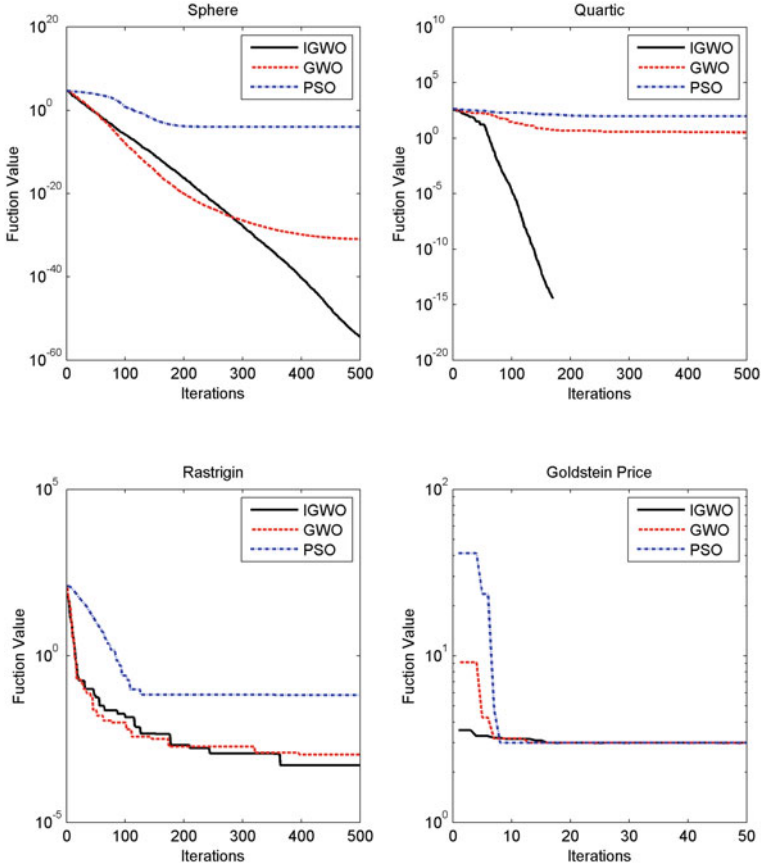 Sphere
10^20
10^0
10^-20
10^-40
10^-60
Fuction Value
0 100 200 300 400 500
Iterations
IGWO
GWO
PSO
Quartic
10^10
10^5
10^0
10^-5
10^-10
10^-15
10^-20
Fuction Value
0 100 200 300 400 500
Iterations
IGWO
GWO
PSO
Rastrigin
10^5
10^0
10^-5
Fuction Value
0 100 200 300 400 500
Iterations
IGWO
GWO
PSO
Goldstein Price
10^2
10^1
10^0
Fuction Value
0 10 20 30 40 50
Iterations
IGWO
GWO
PSO